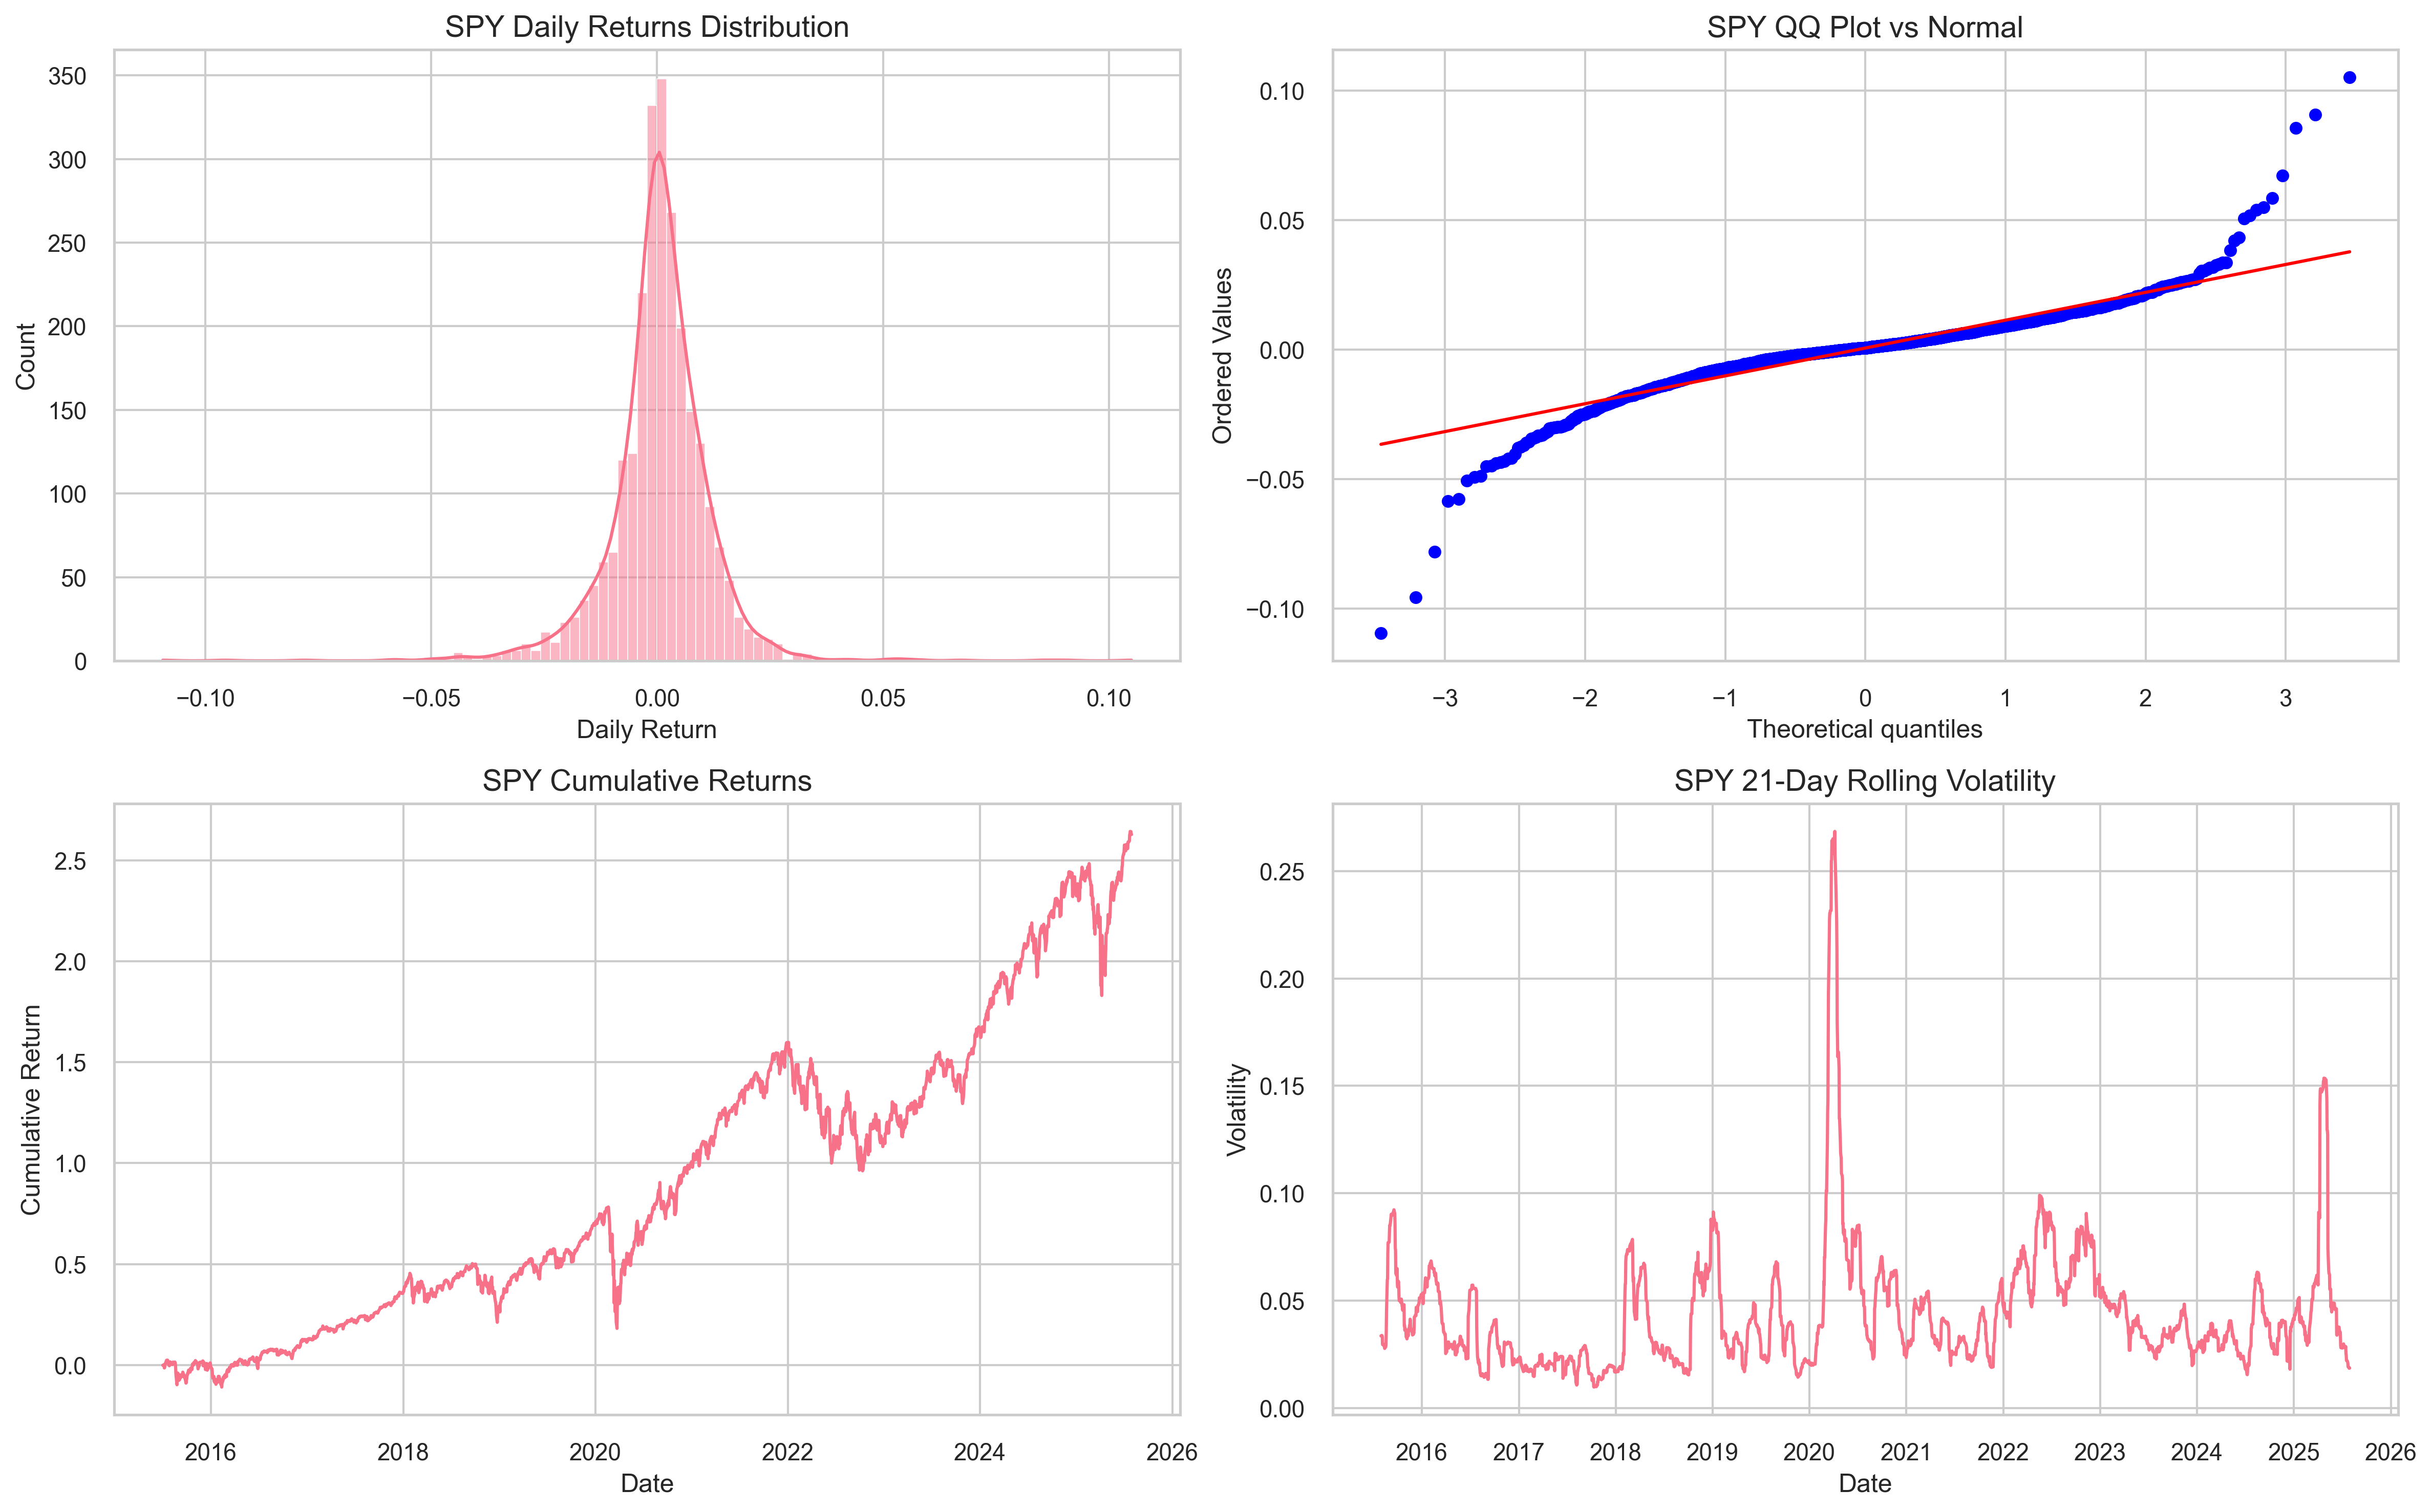 SPY Daily Returns Distribution
Count
350
300
250
200
150
100
50
0
−0.10 −0.05 0.00 0.05 0.10
Daily Return
SPY QQ Plot vs Normal
Ordered Values
0.10
0.05
0.00
−0.05
−0.10
−3 −2 −1 0 1 2 3
Theoretical quantiles
SPY Cumulative Returns
Cumulative Return
2.5
2.0
1.5
1.0
0.5
0.0
2016 2018 2020 2022 2024 2026
Date
SPY 21-Day Rolling Volatility
Volatility
0.25
0.20
0.15
0.10
0.05
0.00
2016 2017 2018 2019 2020 2021 2022 2023 2024 2025 2026
Date